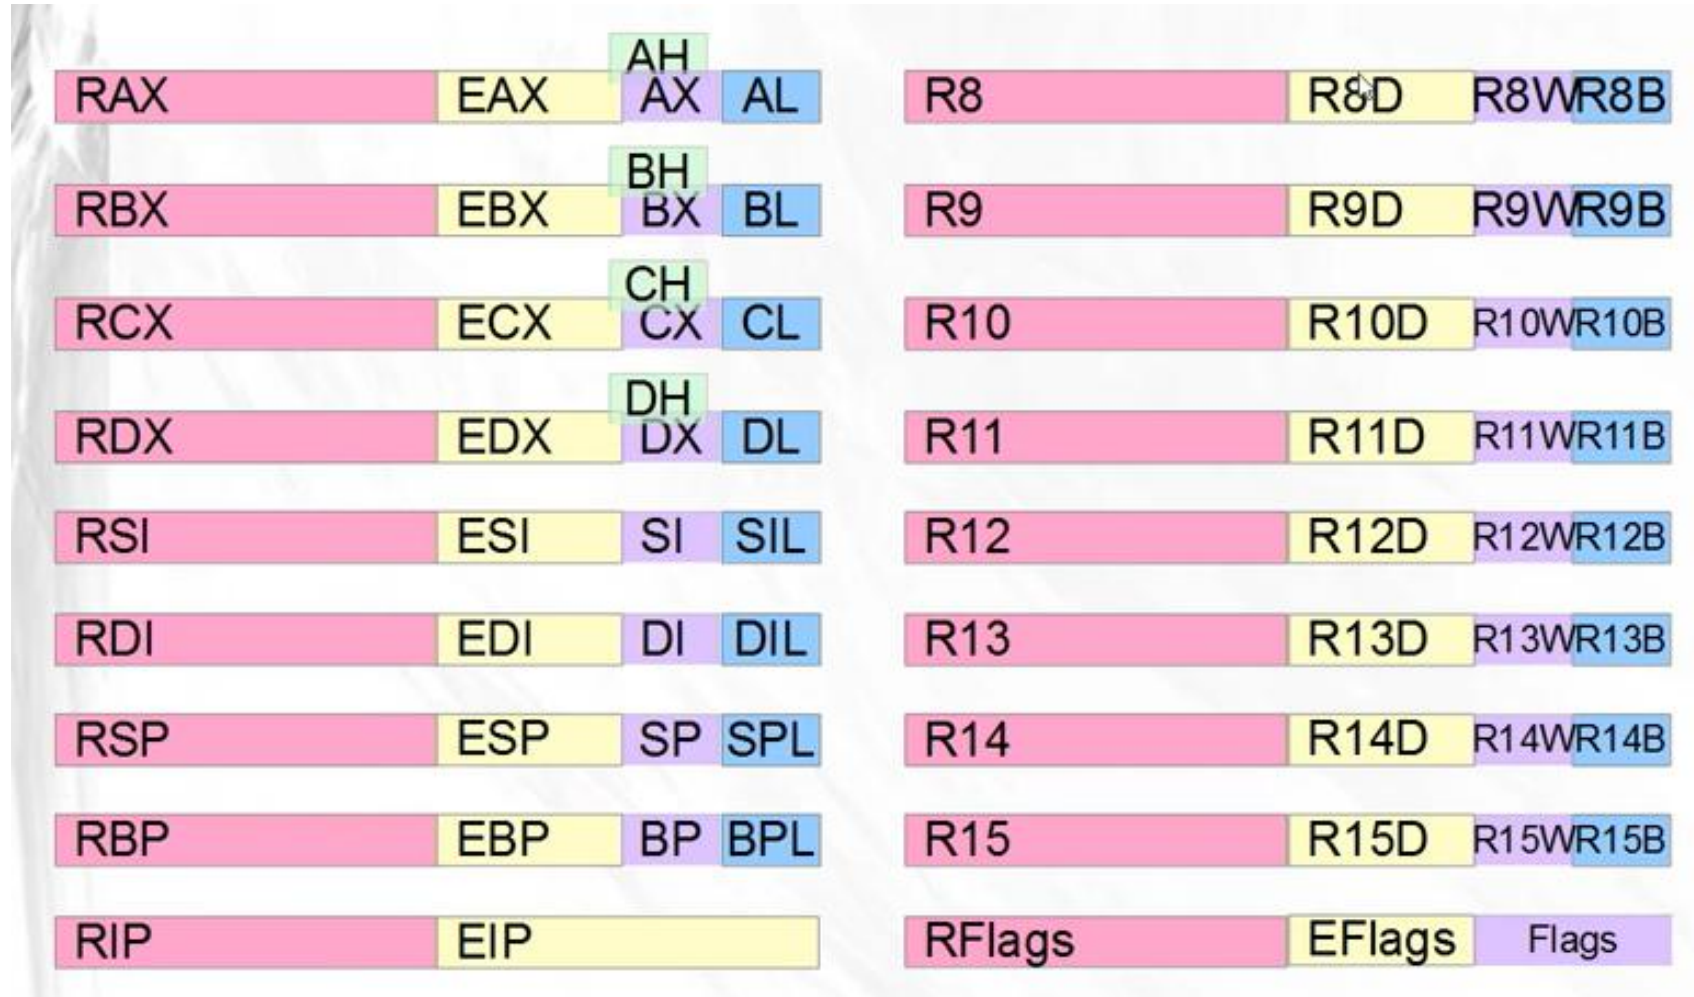 AH
RAX EAX AX AL R8 R8D R8W R8B
BH
RBX EBX BX BL R9 R9D R9W R9B
CH
RCX ECX CX CL R10 R10D R10W R10B
DH
RDX EDX DX DL R11 R11D R11W R11B
RSI ESI SI SIL R12 R12D R12W R12B
RDI EDI DI DIL R13 R13D R13W R13B
RSP ESP SP SPL R14 R14D R14W R14B
RBP EBP BP BPL R15 R15D R15W R15B
RIP EIP RFlags EFlags Flags